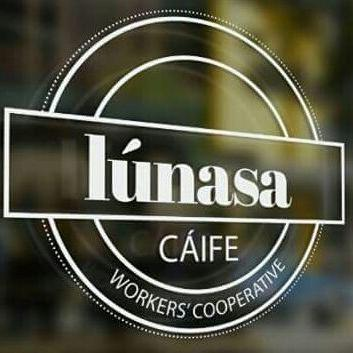 lúnasa
CÁIFE
WORKERS' COOPERATIVE